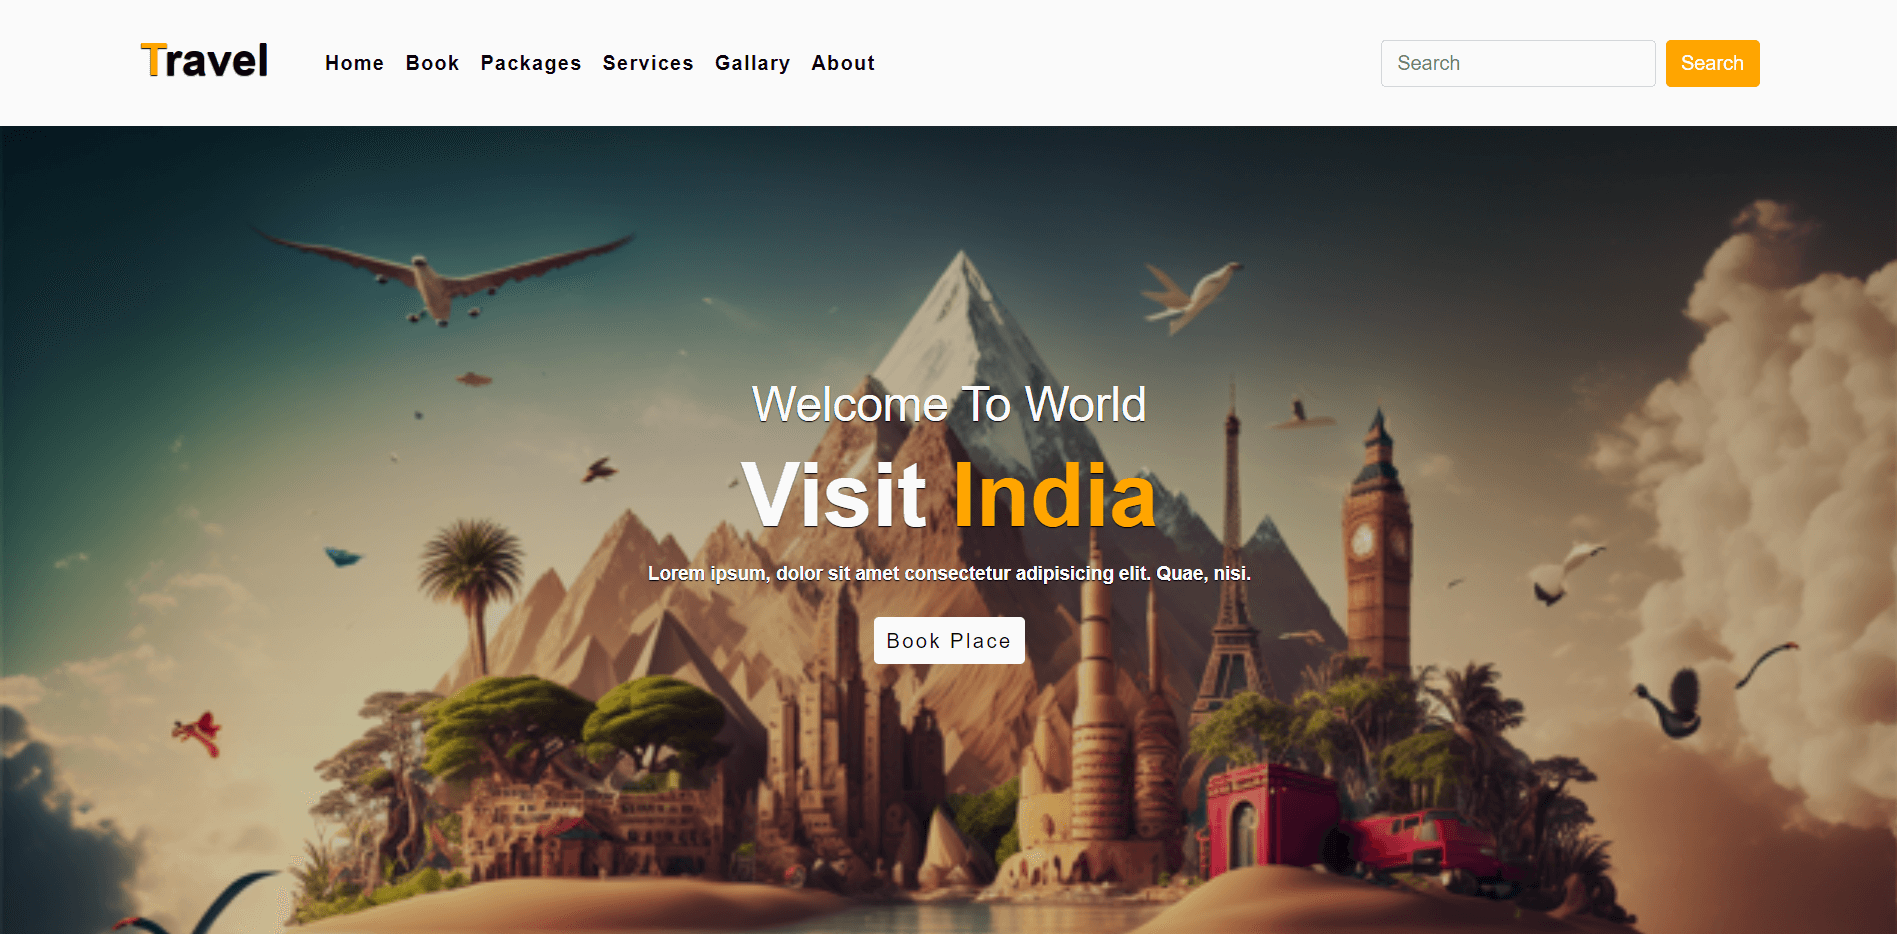 Travel Home Book Packages Services Gallary About Search Search
Welcome To World
Visit India
Lorem ipsum, dolor sit amet consectetur adipisicing elit. Quae, nisi.
Book Place